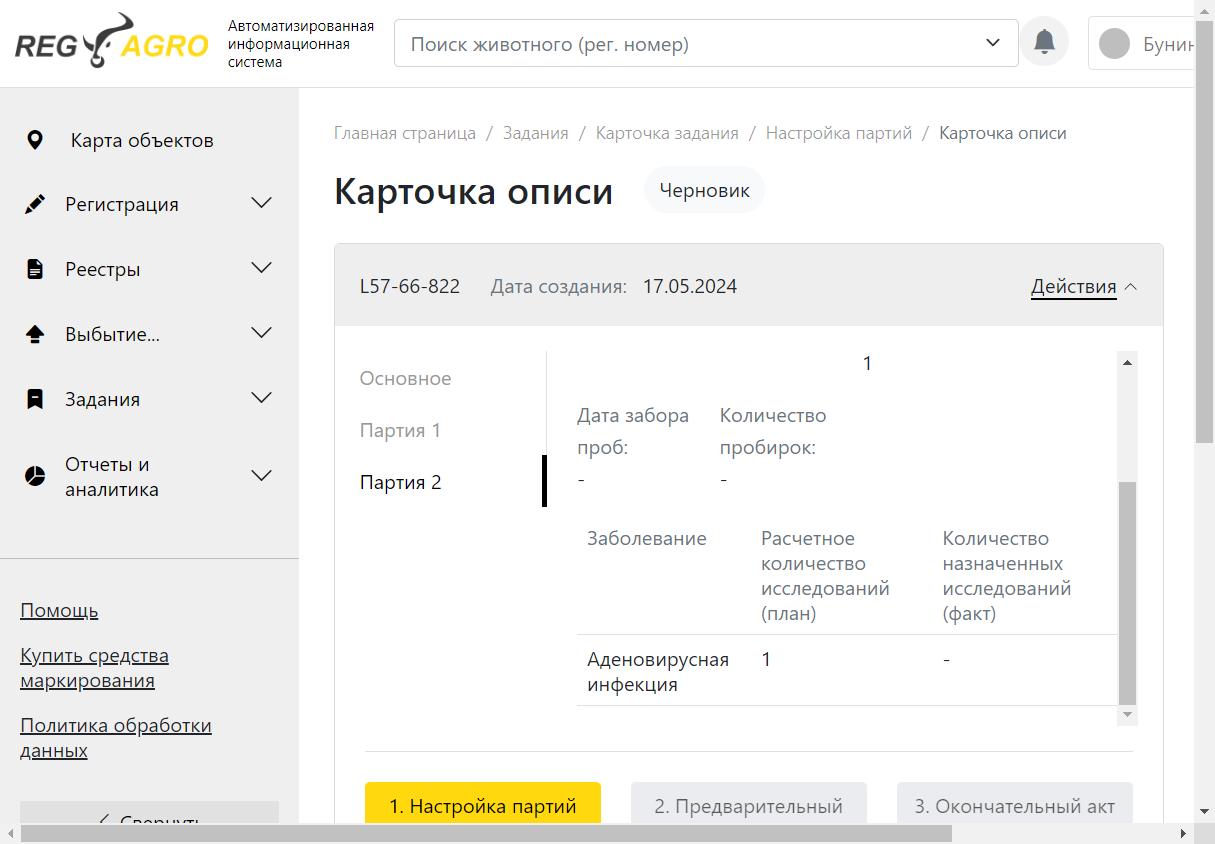 REG AGRO
Автоматизированная
информационная
система
Поиск животного (рег. номер)
Бунин
Карта объектов
Регистрация
Реестры
Выбытие...
Задания
Отчеты и
аналитика
Помощь
Купить средства
маркирования
Политика обработки
данных
Свернуть
Главная страница / Задания / Карточка задания / Настройка партий / Карточка описи
Карточка описи
Черновик
L57-66-822 Дата создания: 17.05.2024 Действия
Основное
Партия 1
Партия 2
1
Дата забора
проб:
-
Количество
пробирок:
-
Заболевание
Расчетное
количество
исследований
(план)
Количество
назначенных
исследований
(факт)
Аденовирусная
инфекция
1
-
1. Настройка партий
2. Предварительный
3. Окончательный акт